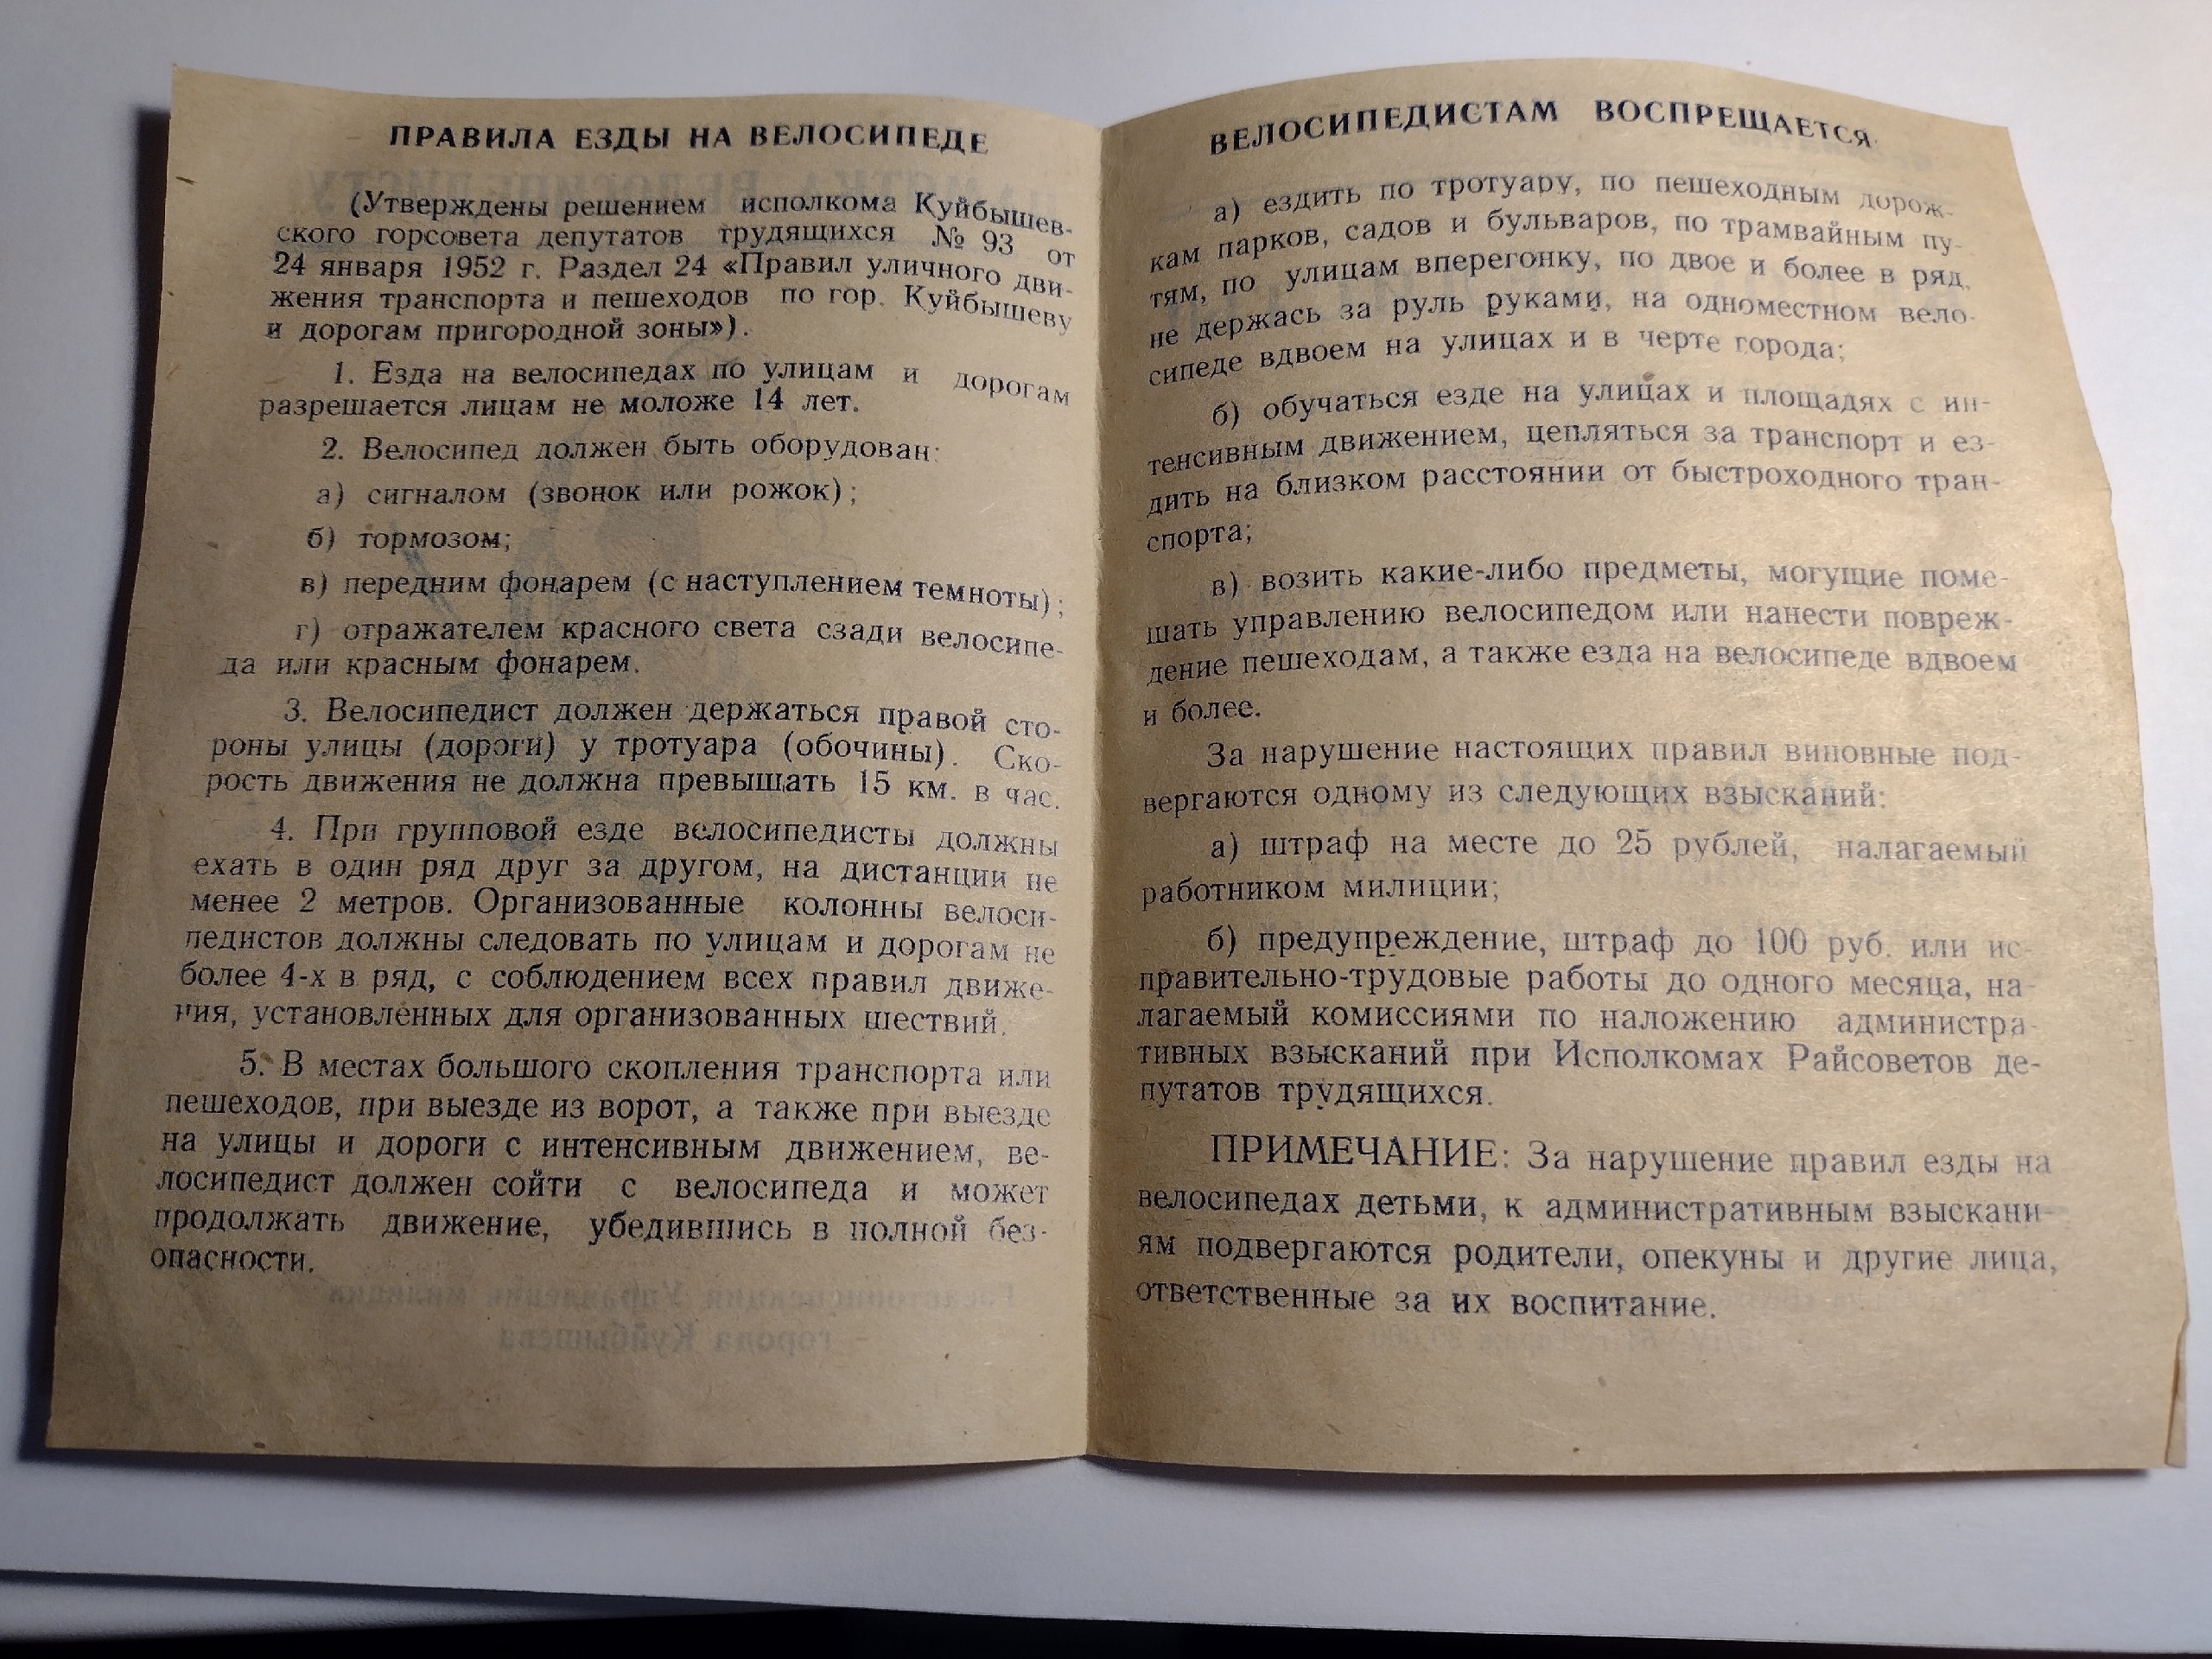 ПРАВИЛА ЕЗДЫ НА ВЕЛОСИПЕДЕ
(Утверждены решением исполкома Куйбышев-
ского горсовета депутатов трудящихся № 93 от
24 января 1952 г. Раздел 24 «Правил уличного дви-
жения транспорта и пешеходов по гор. Куйбышеву
и дорогам пригородной зоны»).
1. Езда на велосипедах по улицам и дорогам
разрешается лицам не моложе 14 лет.
2. Велосипед должен быть оборудован:
а) сигналом (звонок или рожок);
б) тормозом;
в) передним фонарем (с наступлением темноты);
г) отражателем красного света сзади велосипе-
да или красным фонарем.
3. Велосипедист должен держаться правой сто-
роны улицы (дороги) у тротуара (обочины). Ско-
рость движения не должна превышать 15 км. в час.
4. При групповой езде велосипедисты должны
ехать в один ряд друг за другом, на дистанции не
менее 2 метров. Организованные колонны велоси-
педистов должны следовать по улицам и дорогам не
более 4-х в ряд, с соблюдением всех правил движе-
ния, установленных для организованных шествий.
5. В местах большого скопления транспорта или
пешеходов, при выезде из ворот, а также при выезде
на улицы и дороги с интенсивным движением, ве-
лосипедист должен сойти с велосипеда и может
продолжать движение, убедившись в полной без-
опасности.
ВЕЛОСИПЕДИСТАМ ВОСПРЕЩАЕТСЯ
а) ездить по тротуару, по пешеходным дорож-
кам парков, садов и бульваров, по трамвайным пу-
тям, по улицам вперегонку, по двое и более в ряд,
не держась за руль руками, на одноместном вело-
сипеде вдвоем на улицах и в черте города;
б) обучаться езде на улицах и площадях с ин-
тенсивным движением, цепляться за транспорт и ез-
дить на близком расстоянии от быстроходного тран-
спорта;
в) возить какие-либо предметы, могущие поме-
шать управлению велосипедом или нанести повреж-
дение пешеходам, а также езда на велосипеде вдвоем
и более.
За нарушение настоящих правил виновные под-
вергаются одному из следующих взысканий:
а) штраф на месте до 25 рублей, налагаемый
работником милиции;
б) предупреждение, штраф до 100 руб. или ис-
правительно-трудовые работы до одного месяца, на-
лагаемый комиссиями по наложению администра-
тивных взысканий при Исполкомах Райсоветов де-
путатов трудящихся.
ПРИМЕЧАНИЕ: За нарушение правил езды на
велосипедах детьми, к административным взыскани-
ям подвергаются родители, опекуны и другие лица,
ответственные за их воспитание.